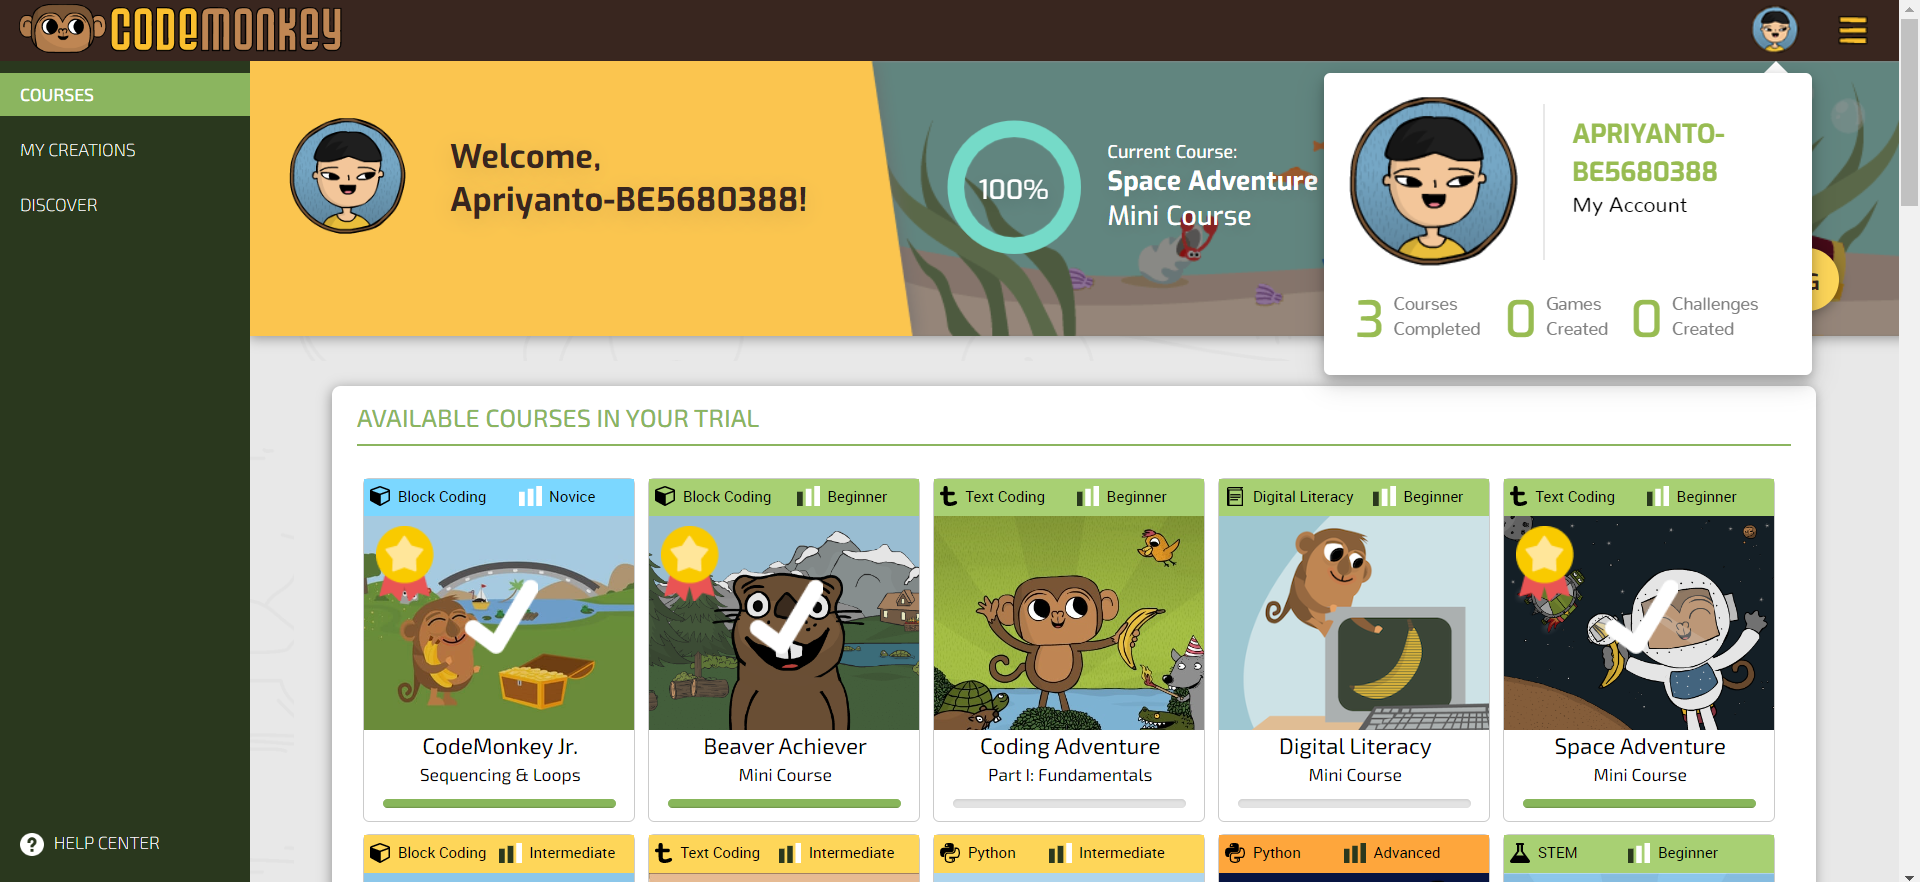 CODEMONKEY
COURSES
MY CREATIONS
DISCOVER
HELP CENTER
Welcome,
Apriyanto-BE5680388!
100%
Current Course:
Space Adventure
Mini Course
APRIYANTO-
BE5680388
My Account
3 Courses Completed
0 Games Created
0 Challenges Created
AVAILABLE COURSES IN YOUR TRIAL
Block Coding Novice
CodeMonkey Jr.
Sequencing & Loops
Block Coding Beginner
Beaver Achiever
Mini Course
Text Coding Beginner
Coding Adventure
Part I: Fundamentals
Digital Literacy Beginner
Digital Literacy
Mini Course
Text Coding Beginner
Space Adventure
Mini Course
Block Coding Intermediate
Text Coding Intermediate
Python Intermediate
Python Advanced
STEM Beginner